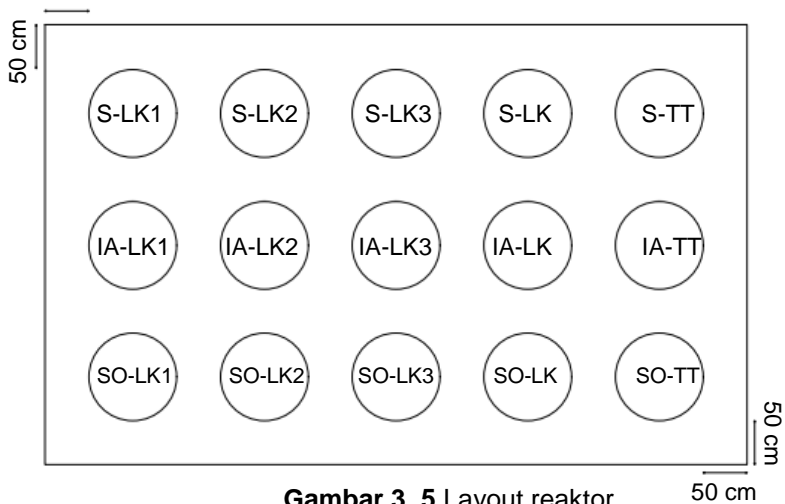 50 cm
S-LK1 S-LK2 S-LK3 S-LK S-TT
IA-LK1 IA-LK2 IA-LK3 IA-LK IA-TT
SO-LK1 SO-LK2 SO-LK3 SO-LK SO-TT
50 cm
50 cm
Gambar 3. 5 Layout reaktor